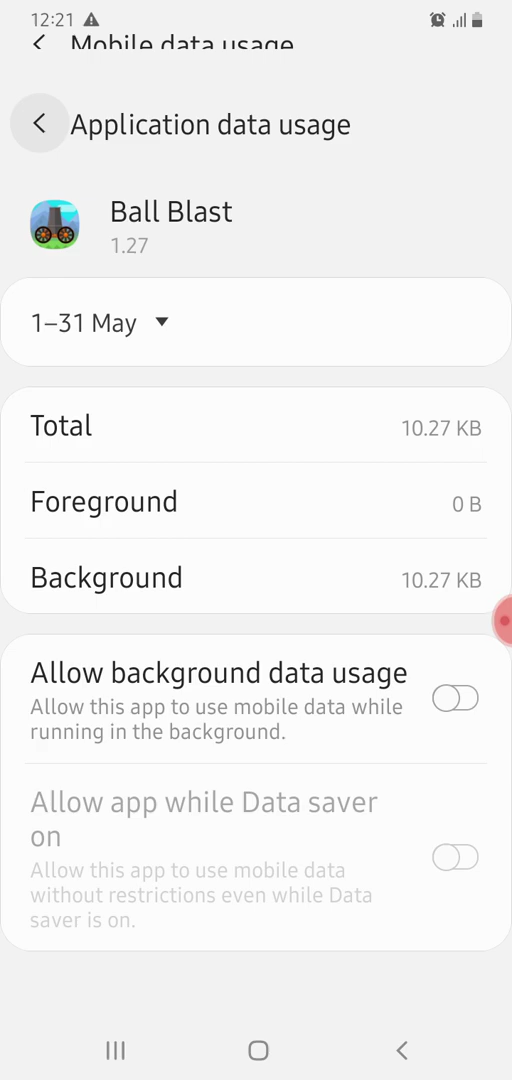 12:21
Mobile data usage
Application data usage
Ball Blast
1.27
1–31 May
Total
10.27 KB
Foreground
0 B
Background
10.27 KB
Allow background data usage
Allow this app to use mobile data while
running in the background.
Allow app while Data saver
on
Allow this app to use mobile data
without restrictions even while Data
saver is on.